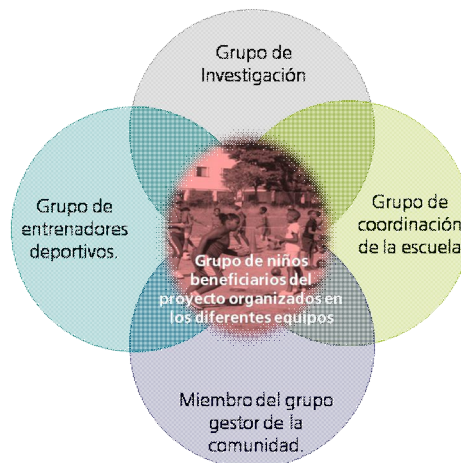 Grupo de
Investigación
Grupo de
entrenadores
deportivos.
Grupo de
coordinación
de la escuela
Grupo de niños
beneficiarios del
proyecto organizados en
los diferentes equipos
Miembro del grupo
gestor de la
comunidad.